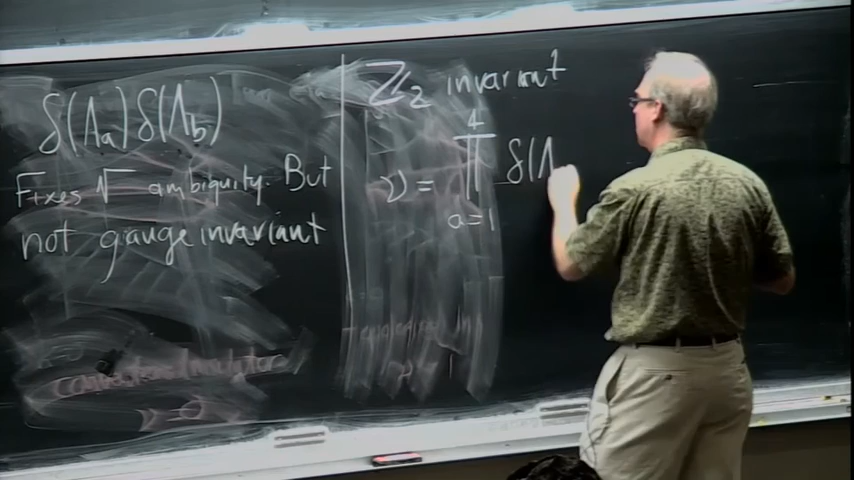 δ(Λa) δ(Λb)
Fixes √ ambiguity. But
not gauge invariant
Z2 invariant
ν = 4 π a=1 δ(Λ